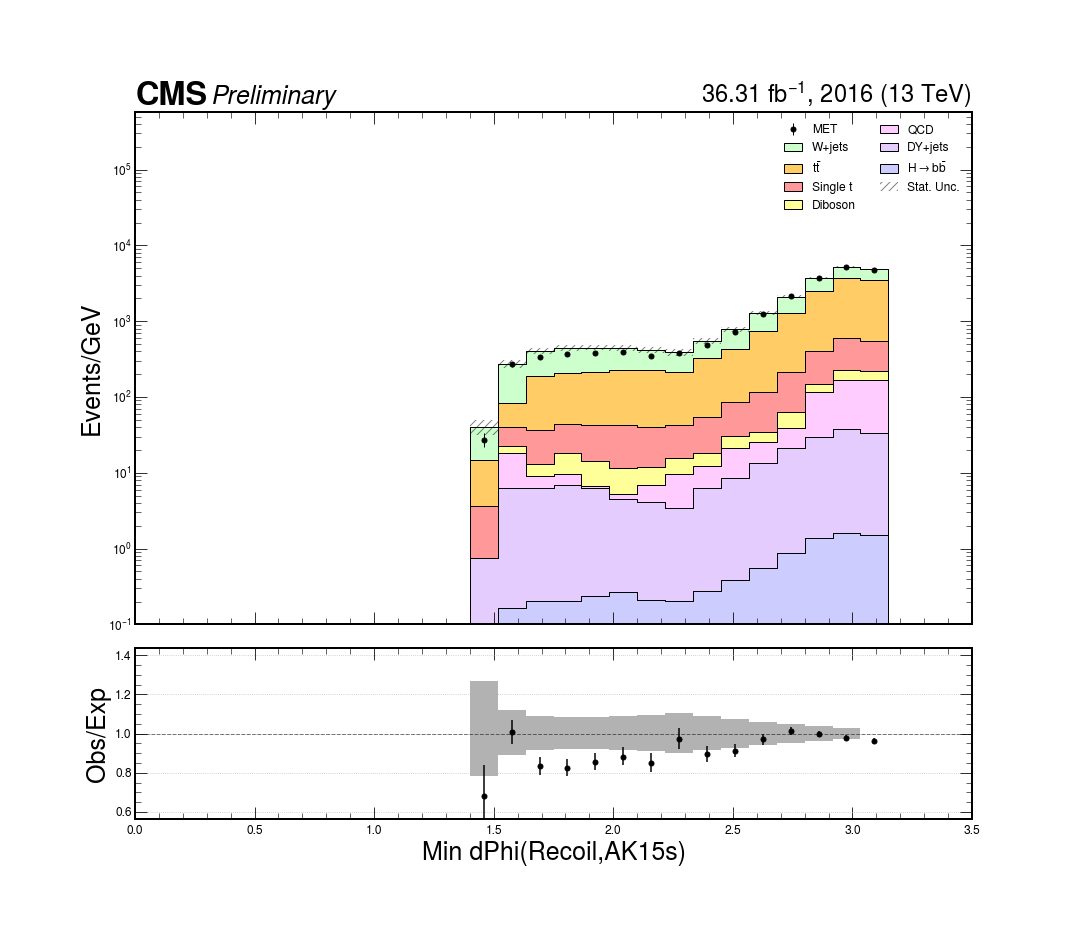 CMS Preliminary
36.31 fb⁻¹, 2016 (13 TeV)
MET
W+jets
tt̄
Single t
Diboson
QCD
DY+jets
H→bb̄
Stat. Unc.
Events/GeV
10⁵
10⁴
10³
10²
10¹
10⁰
10⁻¹
Obs/Exp
1.4
1.2
1.0
0.8
0.6
0.0 0.5 1.0 1.5 2.0 2.5 3.0 3.5
Min dPhi(Recoil,AK15s)